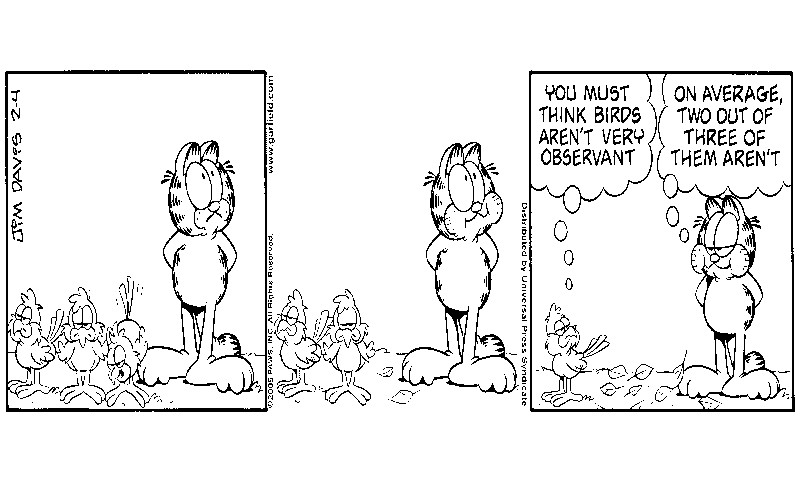 JPM DAVIS 2-4
www.garfield.com
©2005 PAWS, INC. All Rights Reserved.
Distributed by Universal Press Syndicate
YOU MUST
THINK BIRDS
AREN'T VERY
OBSERVANT
ON AVERAGE,
TWO OUT OF
THREE OF
THEM AREN'T